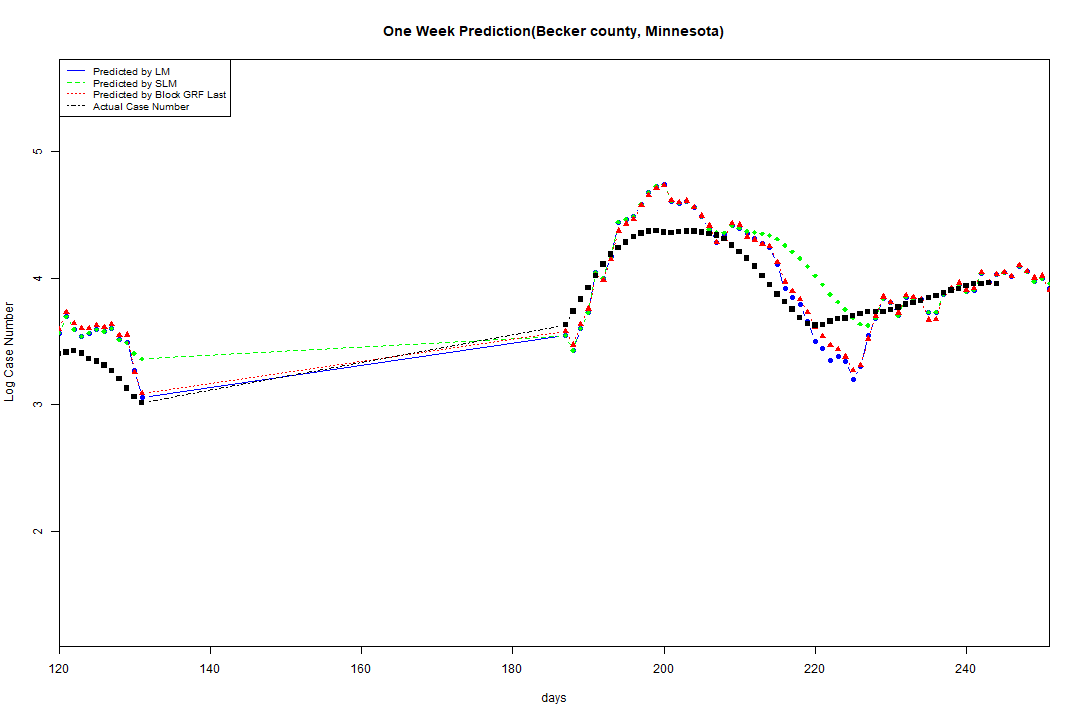 One Week Prediction(Becker county, Minnesota)
Predicted by LM
Predicted by SLM
Predicted by Block GRF Last
Actual Case Number
5
4
3
2
Log Case Number
120 140 160 180 200 220 240
days